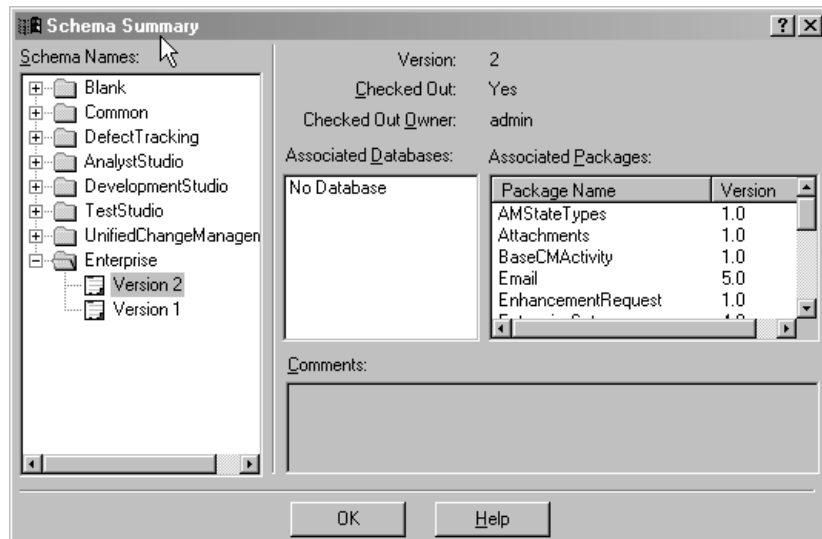 Schema Summary
Schema Names:
Blank
Common
DefectTracking
AnalystStudio
DevelopmentStudio
TestStudio
UnifiedChangeManagen
Enterprise
Version 2
Version 1
Version: 2
Checked Out: Yes
Checked Out Owner: admin
Associated Databases:
No Database
Associated Packages:
Package Name Version
AMStateTypes 1.0
Attachments 1.0
BaseCMActivity 1.0
Email 5.0
EnhancementRequest 1.0
Comments:
OK Help